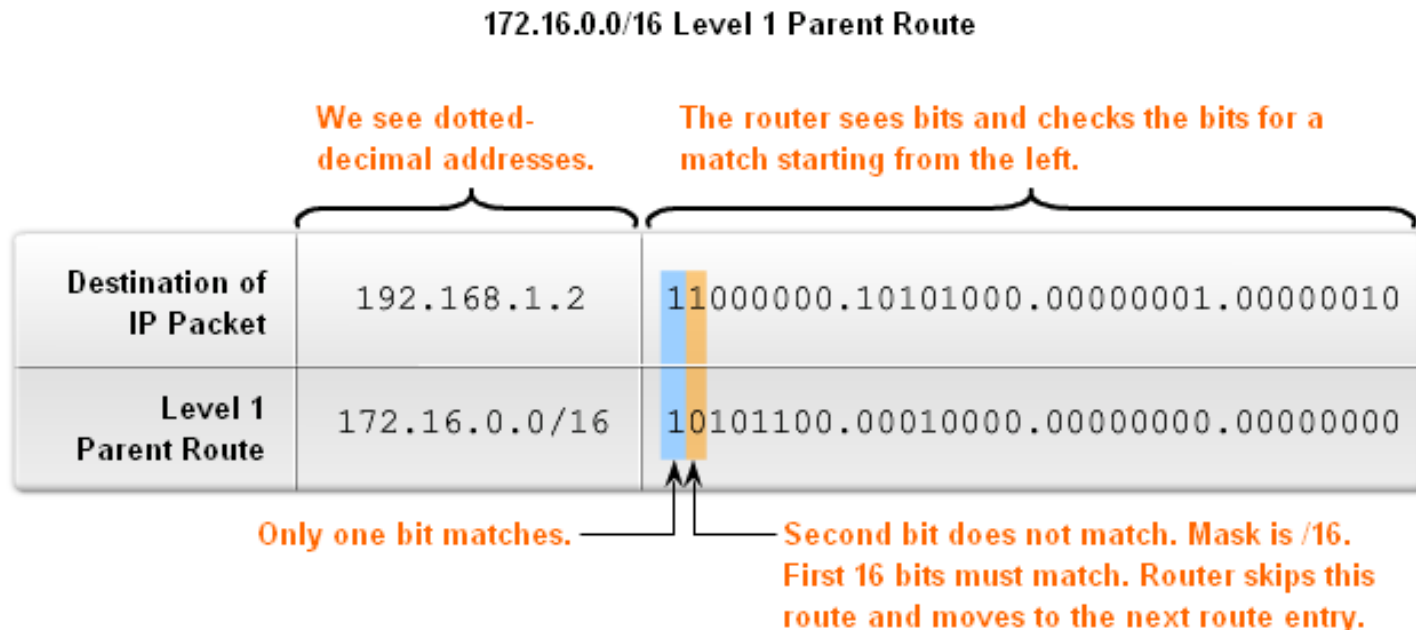 172.16.0.0/16 Level 1 Parent Route
We see dotted-
decimal addresses.
The router sees bits and checks the bits for a
match starting from the left.
Destination of
IP Packet
192.168.1.2
11000000.10101000.00000001.00000010
Level 1
Parent Route
172.16.0.0/16
10101100.00010000.00000000.00000000
Only one bit matches.
Second bit does not match. Mask is /16.
First 16 bits must match. Router skips this
route and moves to the next route entry.